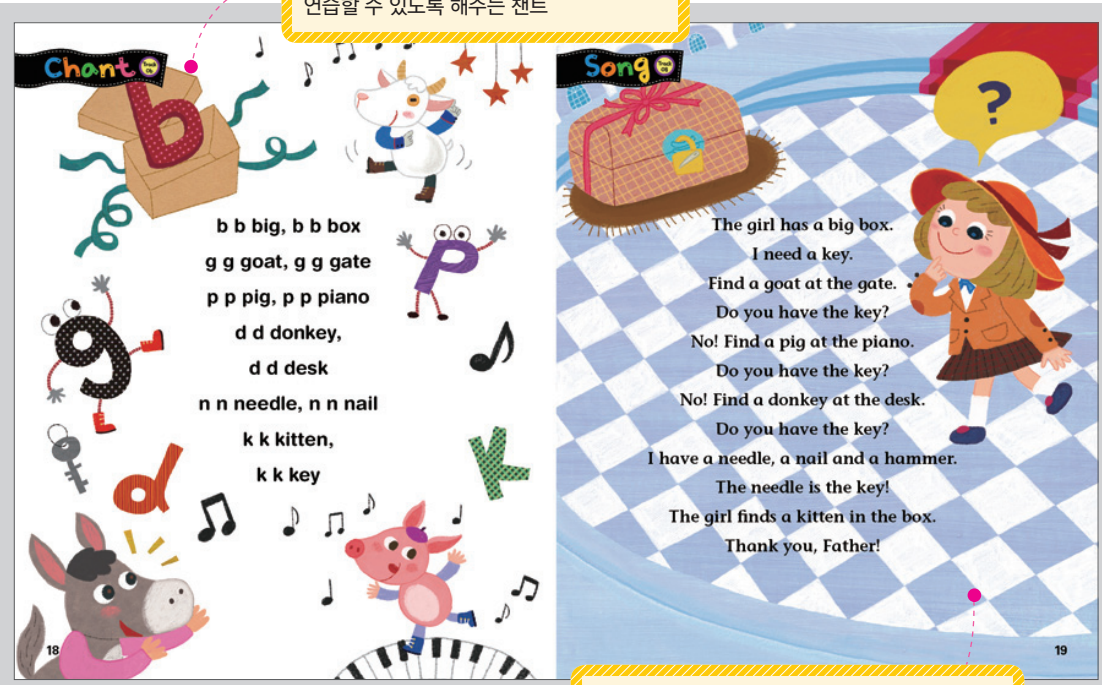 연습할 수 있도록 해주는 챈트
Chant
Track 08
b
b b big, b b box
g g goat, g g gate
p p pig, p p piano
d d donkey,
d d desk
n n needle, n n nail
k k kitten,
k k key
p
g
d
k
18
Song
?
The girl has a big box.
I need a key.
Find a goat at the gate.
Do you have the key?
No! Find a pig at the piano.
Do you have the key?
No! Find a donkey at the desk.
Do you have the key?
I have a needle, a nail and a hammer.
The needle is the key!
The girl finds a kitten in the box.
Thank you, Father!
19